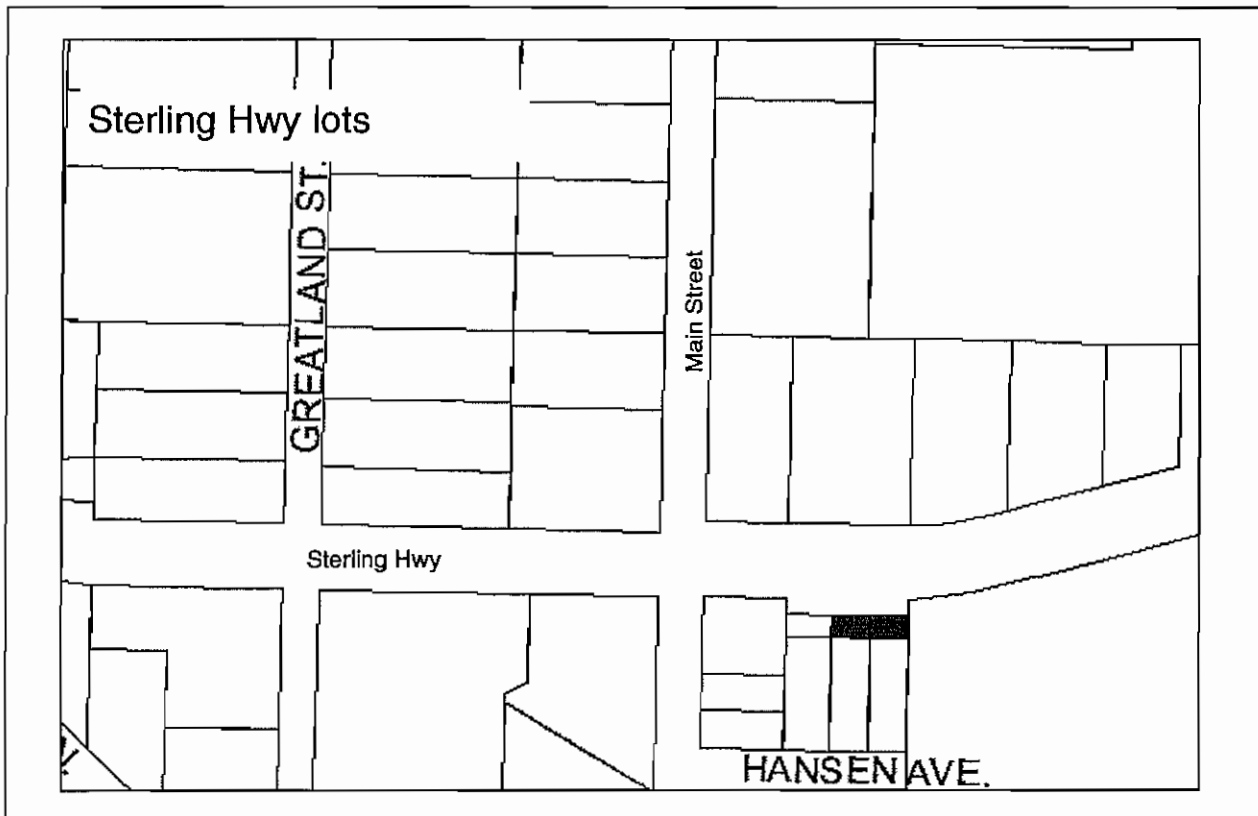 Sterling Hwy lots
GREATLAND ST.
Main Street
Sterling Hwy
HANSEN AVE.